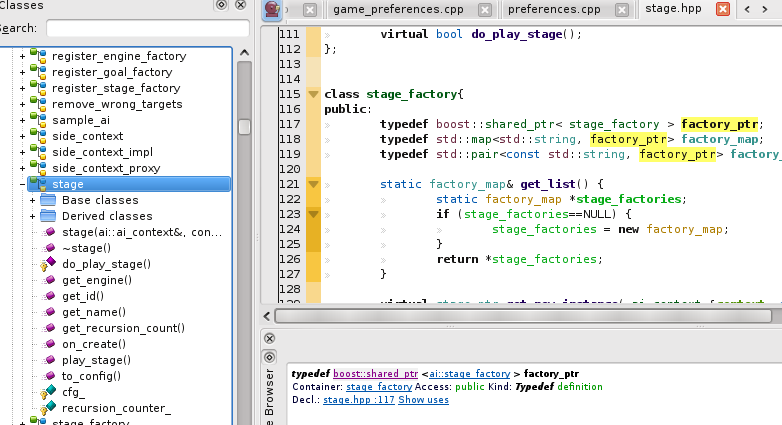 Classes
Search:
register_engine_factory
register_goal_factory
register_stage_factory
remove_wrong_targets
sample_ai
side_context
side_context_impl
side_context_proxy
stage
Base classes
Derived classes
stage(ai::ai_context&, con...
~stage()
do_play_stage()
get_engine()
get_id()
get_name()
get_recursion_count()
on_create()
play_stage()
to_config()
cfg_
recursion_counter_
stage_factory
game_preferences.cpp
preferences.cpp
stage.hpp
111 virtual bool do_play_stage();
112 };
113
114
115 class stage_factory{
116 public:
117 typedef boost::shared_ptr< stage_factory > factory_ptr;
118 typedef std::map<std::string, factory_ptr> factory_map;
119 typedef std::pair<const std::string, factory_ptr> factory_
120
121 static factory_map& get_list() {
122 static factory_map *stage_factories;
123 if (stage_factories==NULL) {
124 stage_factories = new factory_map;
125 }
126 return *stage_factories;
127 }
128
129 virtual stage_ptr get_new_instance( ai_context &context,
e Browser
typedef boost::shared_ptr <ai::stage_factory > factory_ptr
Container: stage_factory Access: public Kind: Typedef definition
Decl.: stage.hpp :117 Show uses